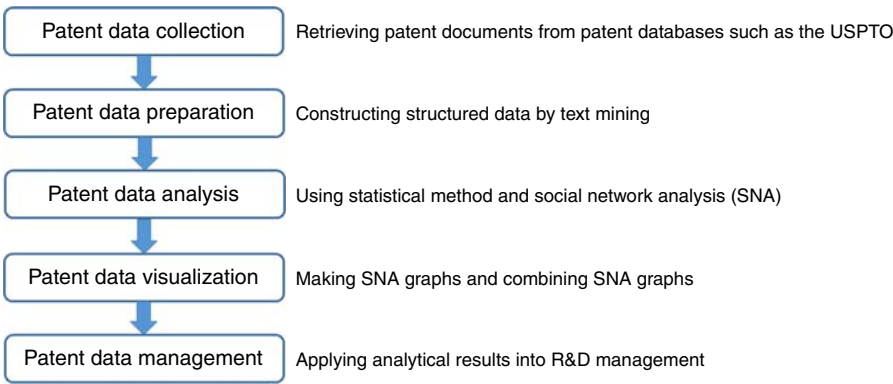 Patent data collection Retrieving patent documents from patent databases such as the USPTO
Patent data preparation Constructing structured data by text mining
Patent data analysis Using statistical method and social network analysis (SNA)
Patent data visualization Making SNA graphs and combining SNA graphs
Patent data management Applying analytical results into R&D management